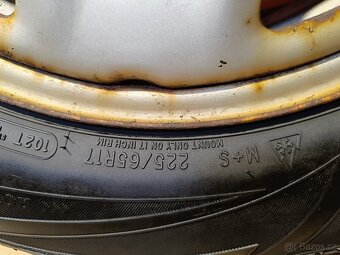 225/65R17
102T
MOUNT ONLY ON 17 INCH RIM
M+S
Bazos.cz